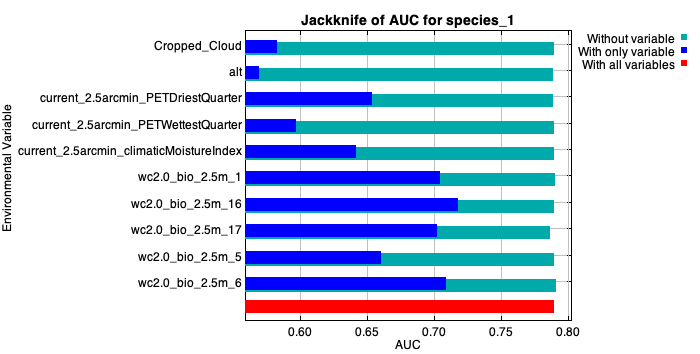 Jackknife of AUC for species_1
Without variable
With only variable
With all variables
Environmental Variable
Cropped_Cloud
alt
current_2.5arcmin_PETDriestQuarter
current_2.5arcmin_PETWettestQuarter
current_2.5arcmin_climaticMoistureIndex
wc2.0_bio_2.5m_1
wc2.0_bio_2.5m_16
wc2.0_bio_2.5m_17
wc2.0_bio_2.5m_5
wc2.0_bio_2.5m_6
0.60 0.65 0.70 0.75 0.80
AUC